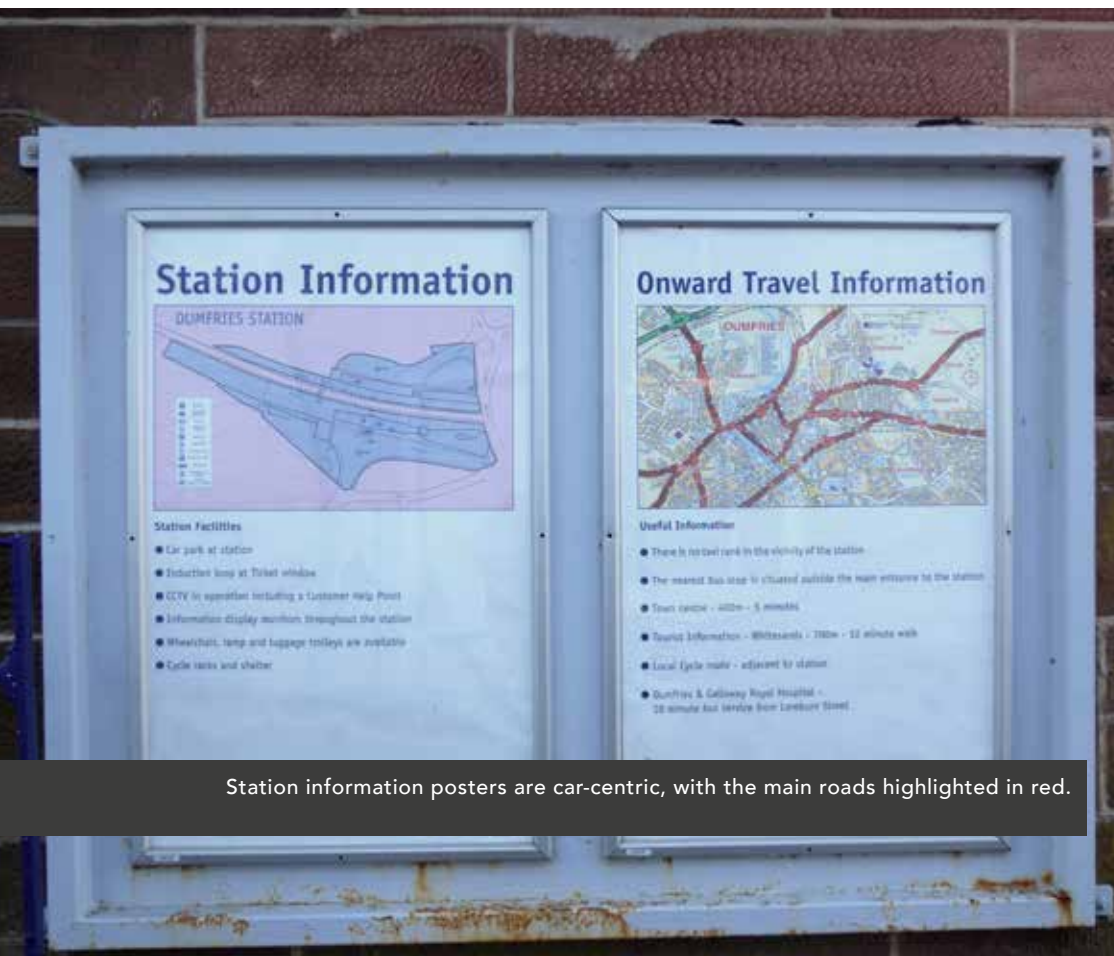 Station Information
DUMFRIES STATION
Station Facilities
Car park at station
Induction loop at Ticket window
CCTV in operation including a Customer Help Point
Information display monitors throughout the station
Wheelchair, ramp and luggage trolleys are available
Cycle racks and shelter
Onward Travel Information
DUMFRIES
Useful Information
There is no taxi rank in the vicinity of the station
The nearest bus stop is situated outside the main entrance to the station
Town centre - 400m - 5 minutes
Tourist Information - Whitesands - 700m - 12 minute walk
Local Cycle route - adjacent to station
Dumfries & Galloway Royal Hospital -
minute bus service from Loreburn Street
Station information posters are car-centric, with the main roads highlighted in red.